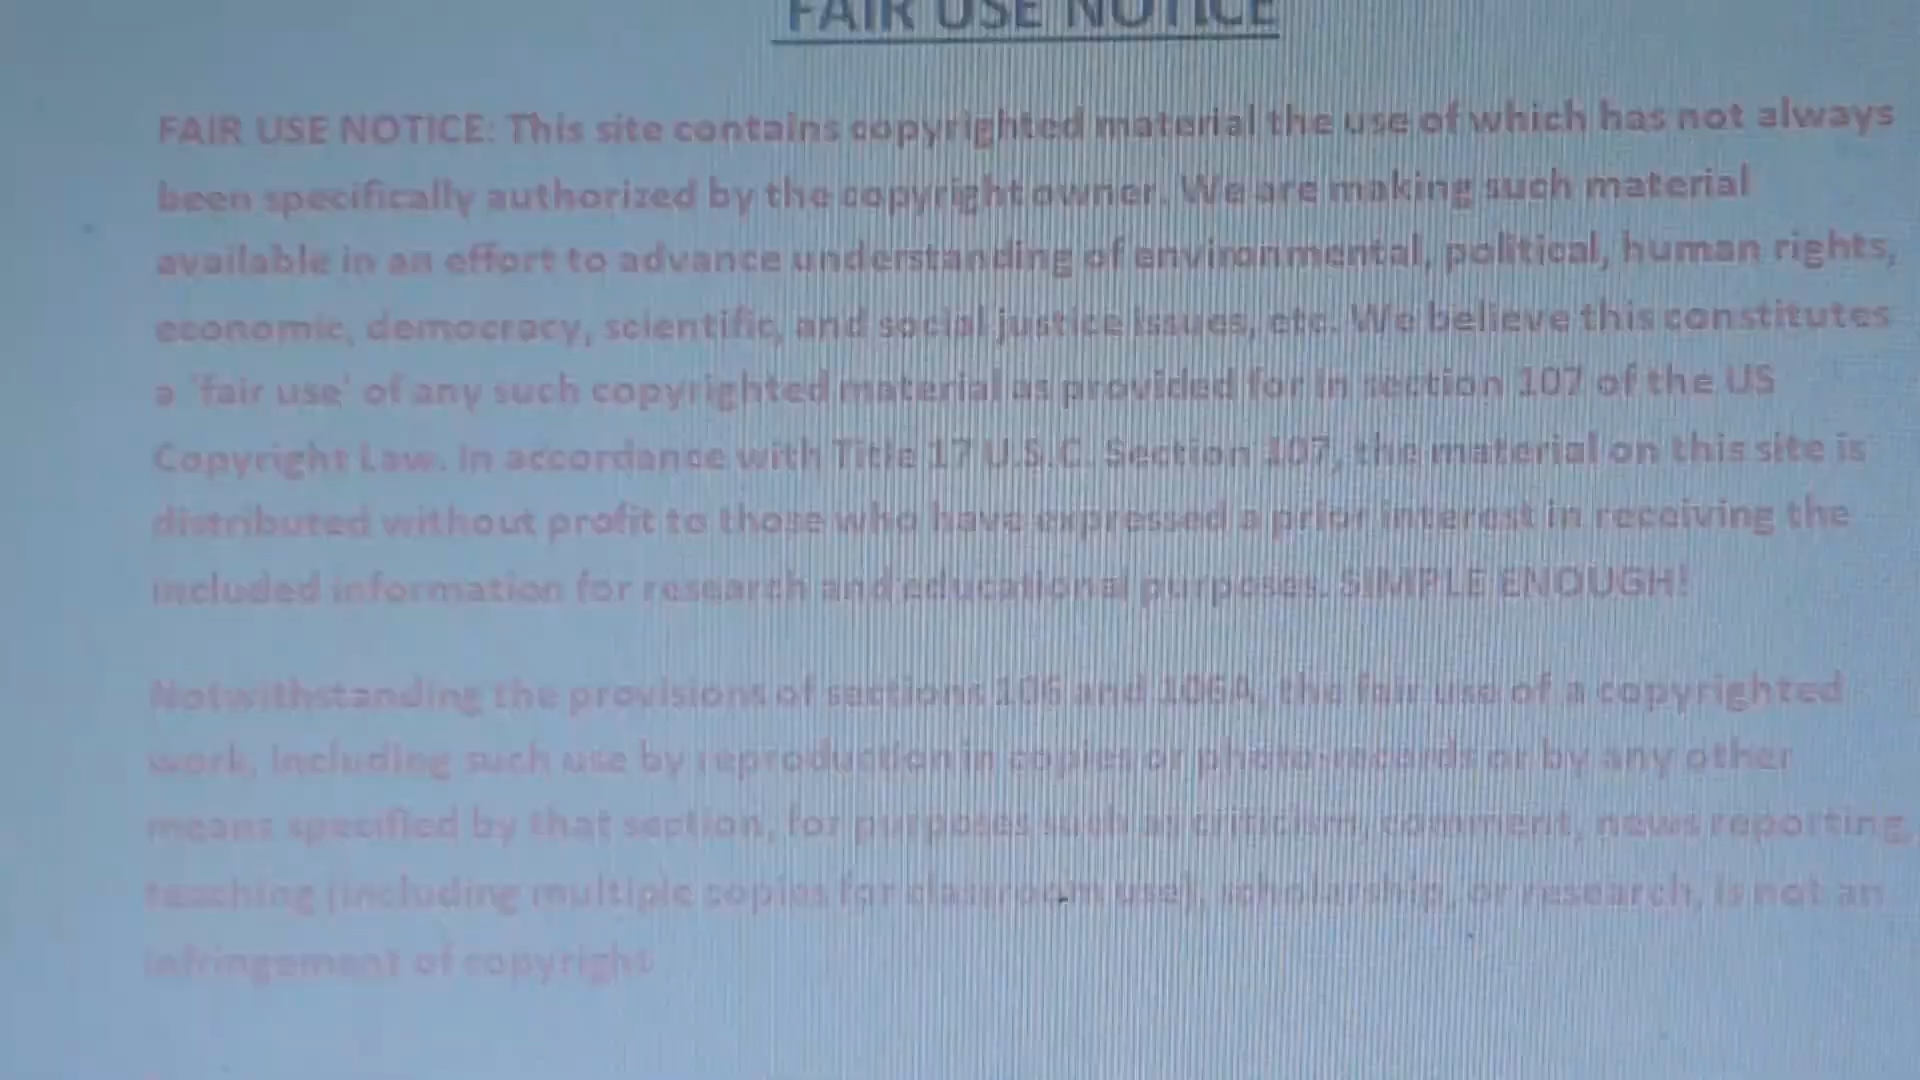 FAIR USE NOTICE
FAIR USE NOTICE: This site contains copyrighted material the use of which has not always
been specifically authorized by the copyright owner. We are making such material
available in an effort to advance understanding of environmental, political, human rights,
economic, democracy, scientific, and social justice issues, etc. We believe this constitutes
a 'fair use' of any such copyrighted material as provided for in section 107 of the US
Copyright Law. In accordance with Title 17 U.S.C. Section 107, the material on this site is
distributed without profit to those who have expressed a prior interest in receiving the
included information for research and educational purposes. SIMPLE ENOUGH!
Notwithstanding the provisions of sections 106 and 106A, the fair use of a copyrighted
work, including such use by reproduction in copies or photo-records or by any other
means specified by that section, for purposes such as criticism, comment, news reporting,
teaching (including multiple copies for classroom use), scholarship, or research, is not an
infringement of copyright